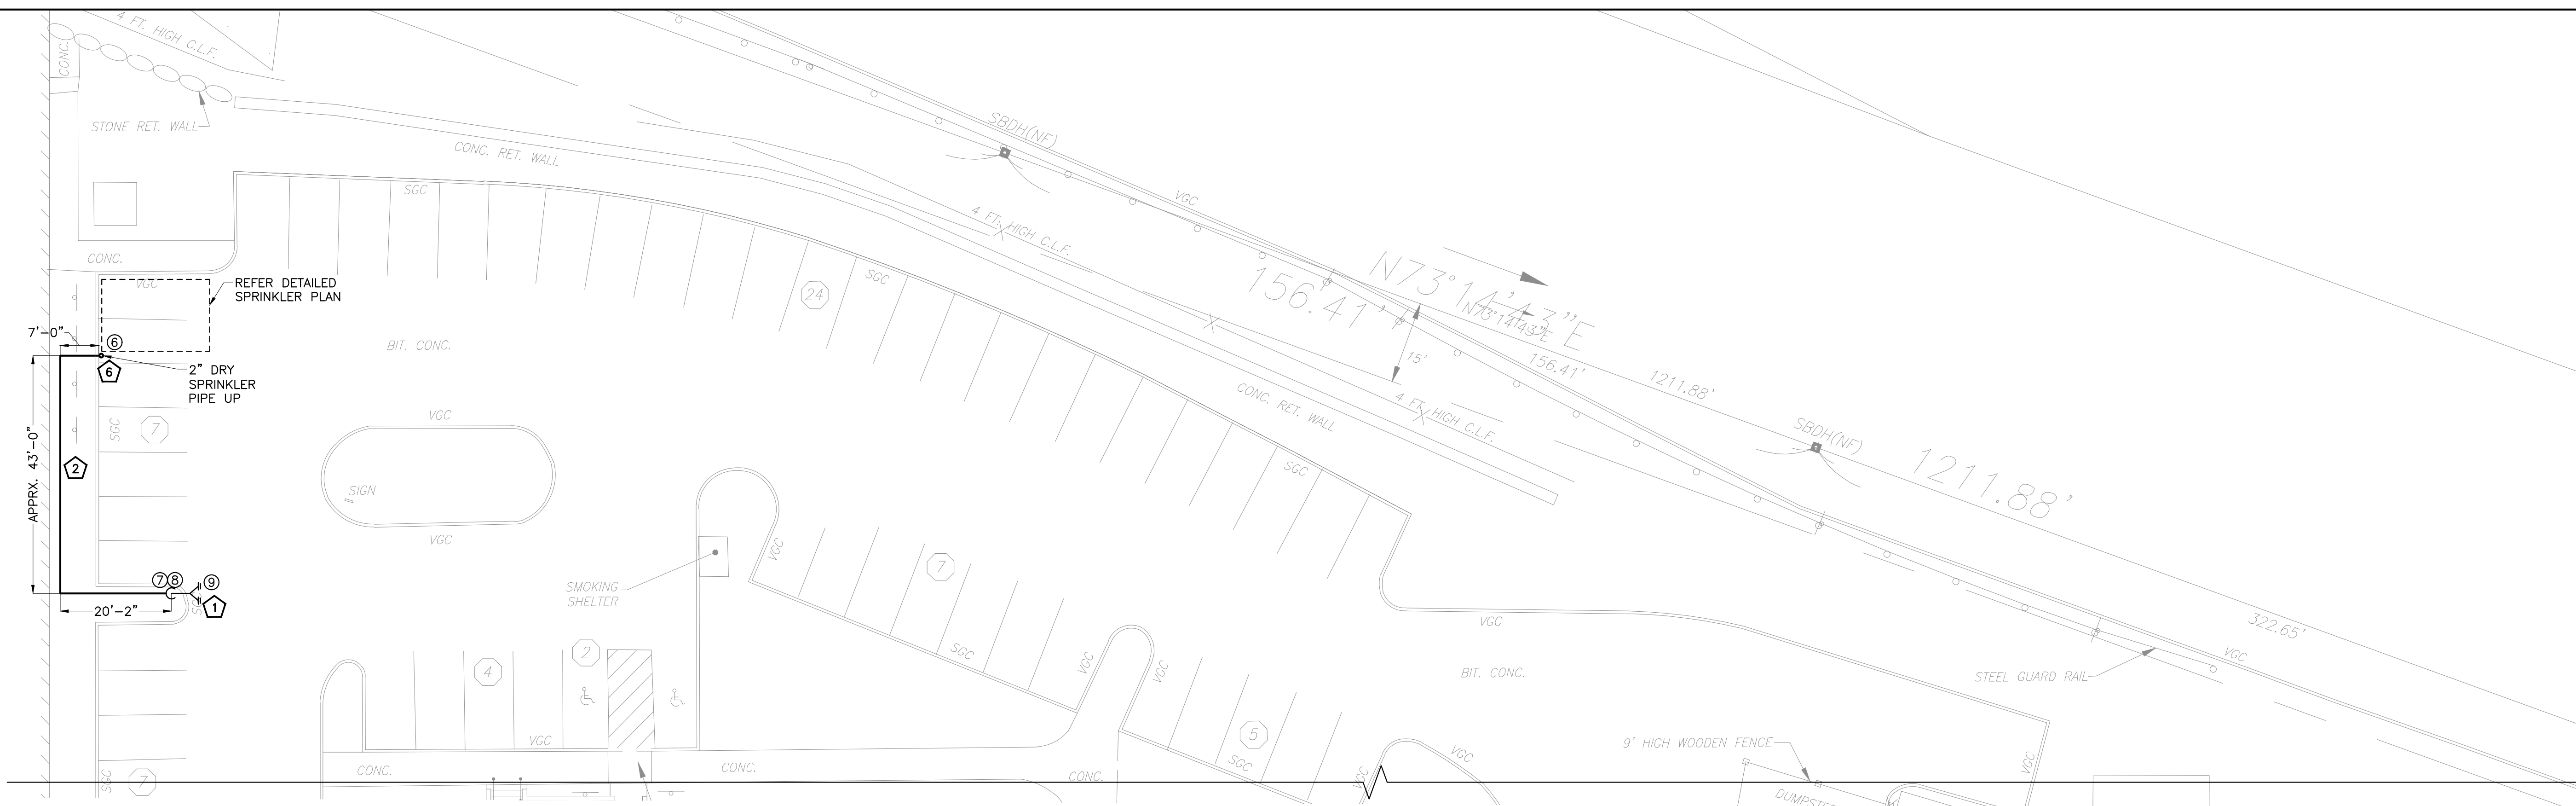 4 FT. HIGH C.L.F.
CONC.
STONE RET. WALL
CONC. RET. WALL
SBDH(NF)
SGC
VGC
4 FT. HIGH C.L.F.
CONC.
VGC
REFER DETAILED
SPRINKLER PLAN
SGC
24
156.41'
N73°14'43"E
N73°14'43"E
156.41'
1211.88'
15'
7'-0"
6
6
2" DRY
SPRINKLER
PIPE UP
BIT. CONC.
CONC. RET. WALL
4 FT. HIGH C.L.F.
SBDH(NF)
1211.88'
APPRX. 43'-0"
2
SGC
7
VGC
SIGN
VGC
SGC
VGC
7
8
9
1
20'-2"
SGC
SMOKING
SHELTER
7
SGC
VGC
VGC
VGC
322.65'
VGC
STEEL GUARD RAIL
BIT. CONC.
4
2
VGC
5
SGC
VGC
VGC
9' HIGH WOODEN FENCE
VGC
CONC.
CONC.
CONC.
SGC
7